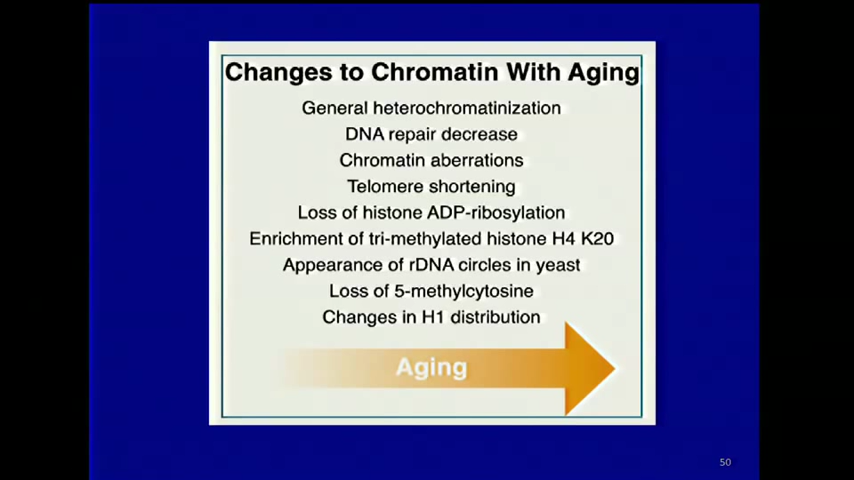 Changes to Chromatin With Aging
General heterochromatinization
DNA repair decrease
Chromatin aberrations
Telomere shortening
Loss of histone ADP-ribosylation
Enrichment of tri-methylated histone H4 K20
Appearance of rDNA circles in yeast
Loss of 5-methylcytosine
Changes in H1 distribution
Aging
50